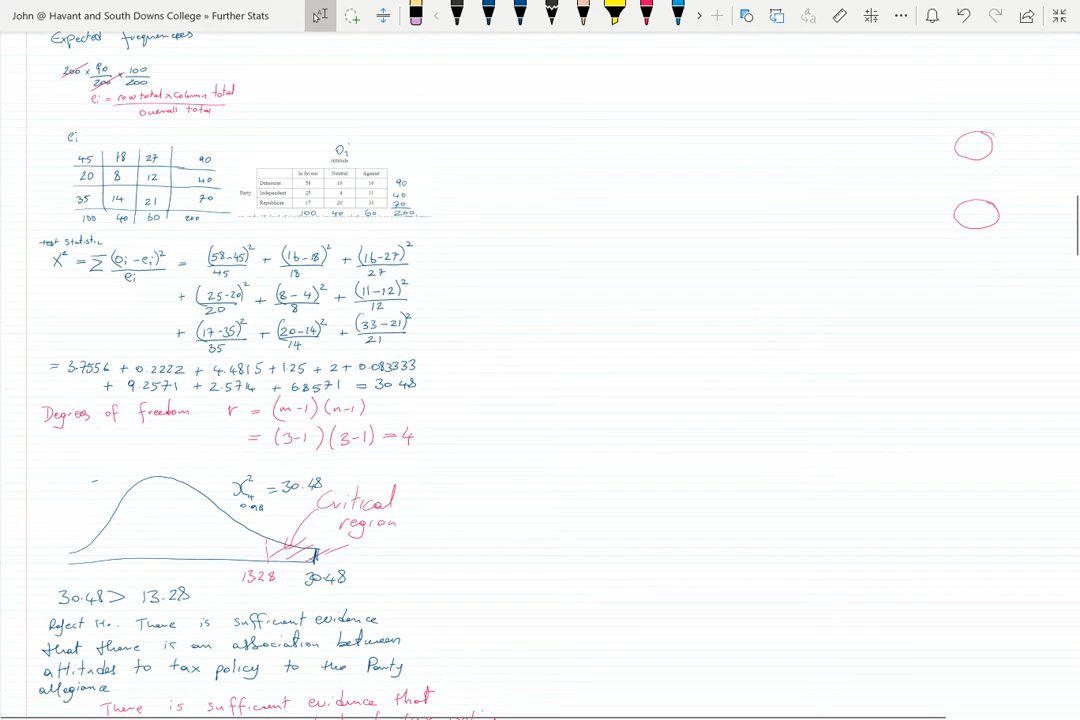 John @ Havant and South Downs College » Further Stats
Expected frequencies
200 × 90/200 × 100/200
ei = row total × column total / overall total
ei
45 18 27 90
20 8 12 40
35 14 21 70
100 40 60 200
Oi
Attitude
In favour Neutral Against
Democrat 58 16 16 90
Party Independent 25 4 11 40
Republican 17 20 33 70
100 40 60 200
test statistic
X² = Σ (Oi - ei)²/ei = (58-45)²/45 + (16-18)²/18 + (16-27)²/27
+ (25-20)²/20 + (8-4)²/8 + (11-12)²/12
+ (17-35)²/35 + (20-14)²/14 + (33-21)²/21
= 3.7556 + 0.2222 + 4.4815 + 1.25 + 2 + 0.083333
+ 9.2571 + 2.5714 + 6.8571 = 30.48
Degrees of freedom r = (m-1)(n-1)
= (3-1)(3-1) = 4
= 30.48
Critical
region
13.28 30.48
30.48 > 13.28
Reject Ho. There is sufficient evidence
that there is an association between
attitudes to tax policy to the Party
allegiance
There is sufficient evidence that